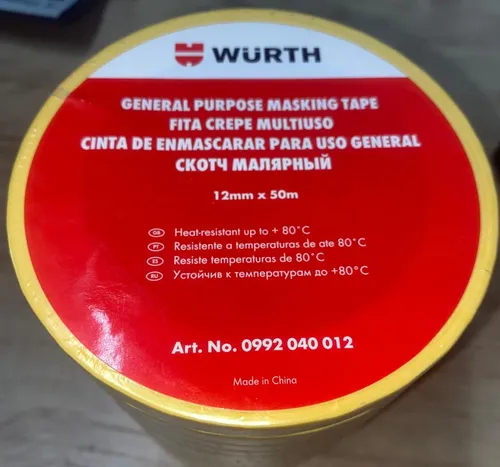 WÜRTH
GENERAL PURPOSE MASKING TAPE
FITA CREPE MULTIUSO
CINTA DE ENMASCARAR PARA USO GENERAL
СКОТЧ МАЛЯРНЫЙ
12mm x 50m
GB Heat-resistant up to + 80°C
PT Resistente a temperaturas de ate 80°C
ES Resiste temperaturas de 80°C
RU Устойчив к температурам до +80°C
Art. No. 0992 040 012
Made in China